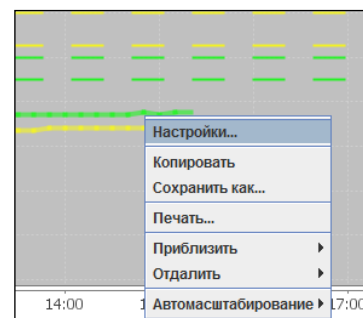 Настройки...
Копировать
Сохранить как...
Печать...
Приблизить
Отдалить
Автомасштабирование
14:00
17:00